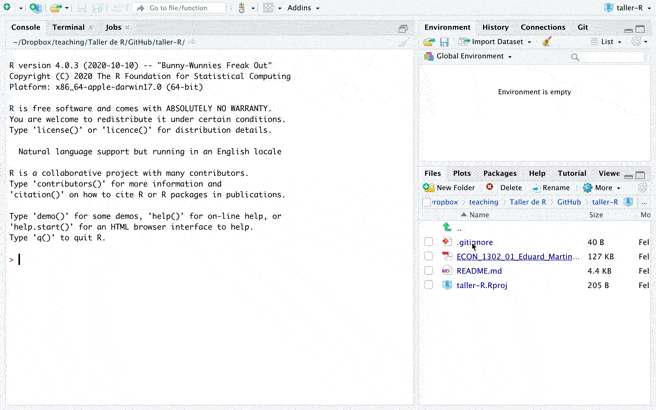 Go to file/function
Addins
taller-R
Console
Terminal
Jobs
~/Dropbox/teaching/Taller de R/GitHub/taller-R/
R version 4.0.3 (2020-10-10) -- "Bunny-Wunnies Freak Out"
Copyright (C) 2020 The R Foundation for Statistical Computing
Platform: x86_64-apple-darwin17.0 (64-bit)
R is free software and comes with ABSOLUTELY NO WARRANTY.
You are welcome to redistribute it under certain conditions.
Type 'license()' or 'licence()' for distribution details.
Natural language support but running in an English locale
R is a collaborative project with many contributors.
Type 'contributors()' for more information and
'citation()' on how to cite R or R packages in publications.
Type 'demo()' for some demos, 'help()' for on-line help, or
'help.start()' for an HTML browser interface to help.
Type 'q()' to quit R.
>
Environment
History
Connections
Git
Import Dataset
List
Global Environment
Environment is empty
Files
Plots
Packages
Help
Tutorial
Viewe
New Folder
Delete
Rename
More
ropbox
teaching
Taller de R
GitHub
taller-R
...
Name
Size
Mo
..
.gitignore
40 B
Fel
ECON_1302_01_Eduard_Martin...
127 KB
Fel
README.md
4.4 KB
Fel
taller-R.Rproj
205 B
Fel